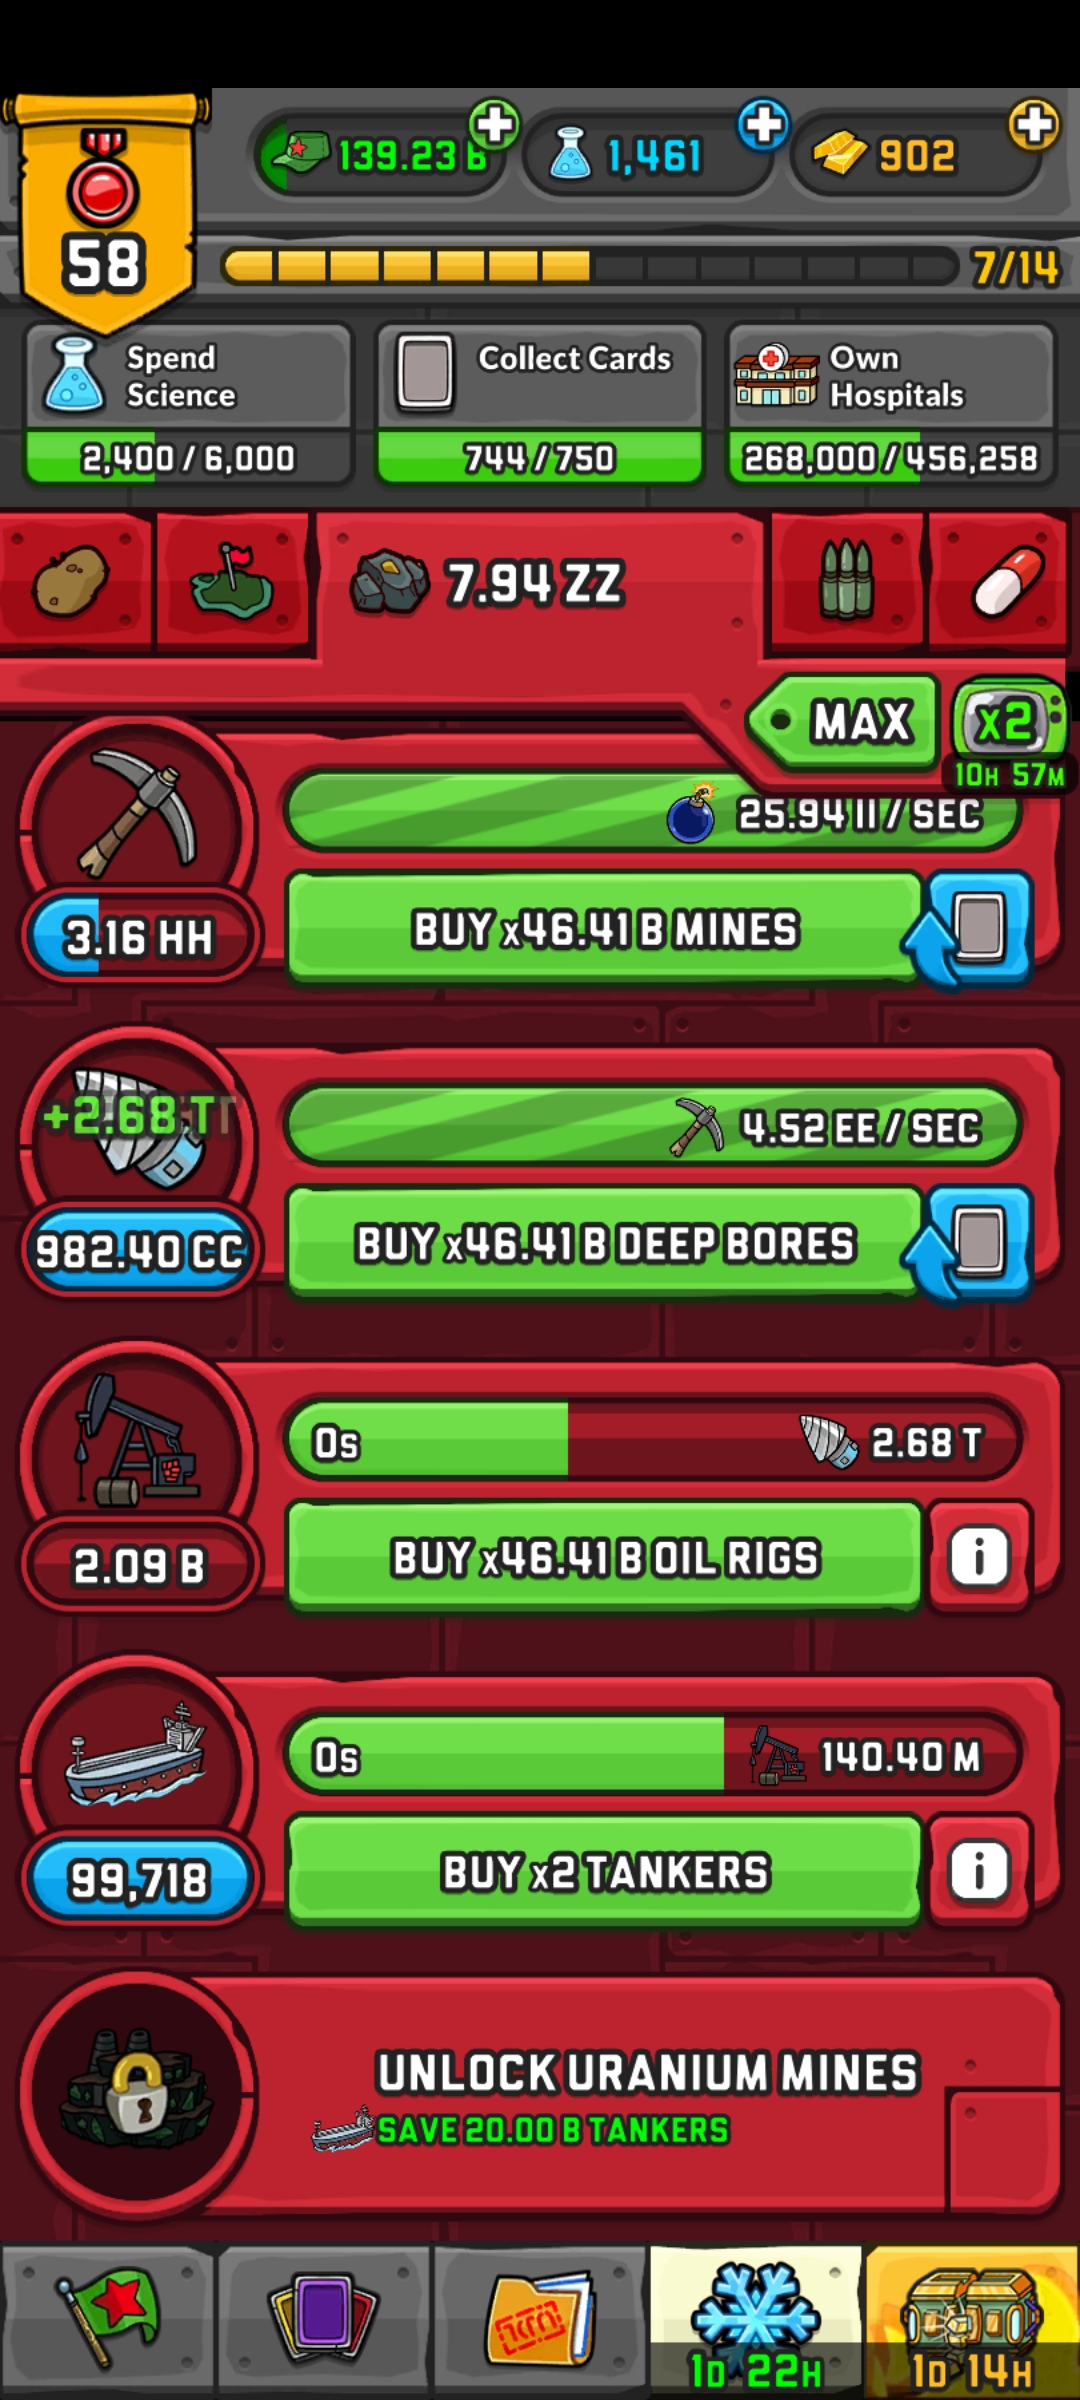 139.23 B
1,461
902
58
7/14
Spend
Science
2,400 / 6,000
Collect Cards
744 / 750
Own
Hospitals
268,000 / 456,258
7.94 ZZ
MAX
x2
10H 57M
25.94 II / SEC
3.16 HH
BUY x46.41 B MINES
+2.68 T
4.52 EE / SEC
982.40 CC
BUY x46.41 B DEEP BORES
0s
2.68 T
2.09 B
BUY x46.41 B OIL RIGS
i
0s
140.40 M
99,718
BUY x2 TANKERS
i
UNLOCK URANIUM MINES
SAVE 20.00 B TANKERS
1D 22H
1D 14H